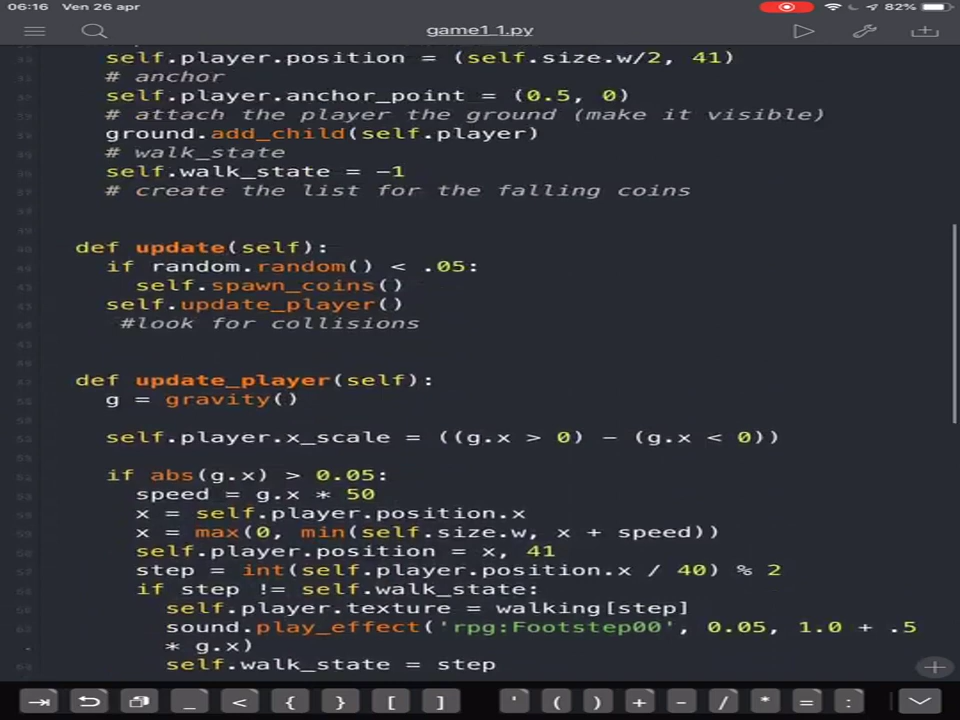 06:16 Ven 26 apr 82%
game1_1.py
self.player.position = (self.size.w/2, 41)
# anchor
self.player.anchor_point = (0.5, 0)
# attach the player the ground (make it visible)
ground.add_child(self.player)
# walk_state
self.walk_state = -1
# create the list for the falling coins
def update(self):
if random.random() < .05:
self.spawn_coins()
self.update_player()
#look for collisions
def update_player(self):
g = gravity()
self.player.x_scale = ((g.x > 0) - (g.x < 0))
if abs(g.x) > 0.05:
speed = g.x * 50
x = self.player.position.x
x = max(0, min(self.size.w, x + speed))
self.player.position = x, 41
step = int(self.player.position.x / 40) % 2
if step != self.walk_state:
self.player.texture = walking[step]
sound.play_effect('rpg:Footstep00', 0.05, 1.0 + .5
* g.x)
self.walk_state = step
_ < { } [ ] ' ( ) + - / * = :